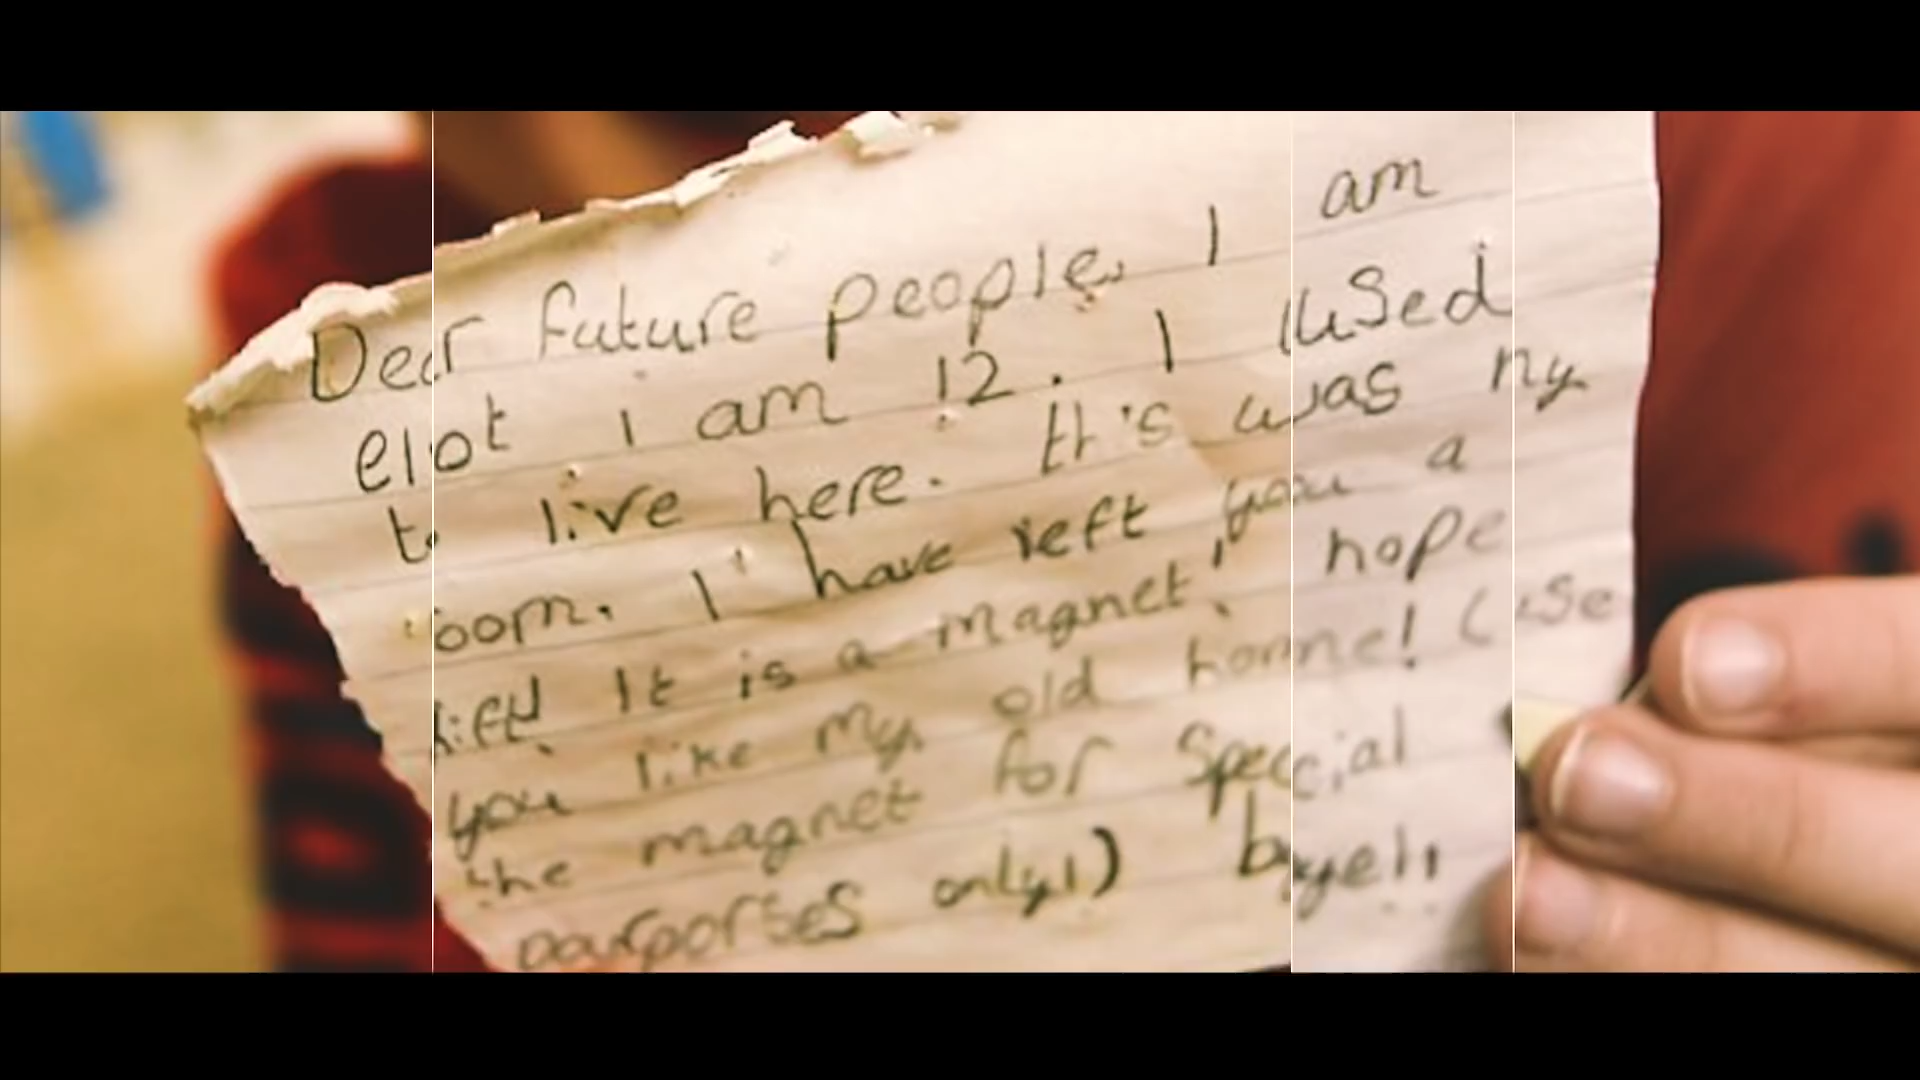 Dear future people. I am
eliot I am 12. I used
to live here. It's was my
room. I have left you a
gift! It is a magnet! I hope
you like my old home! (use
the magnet for special
pourporses only!) bye!!